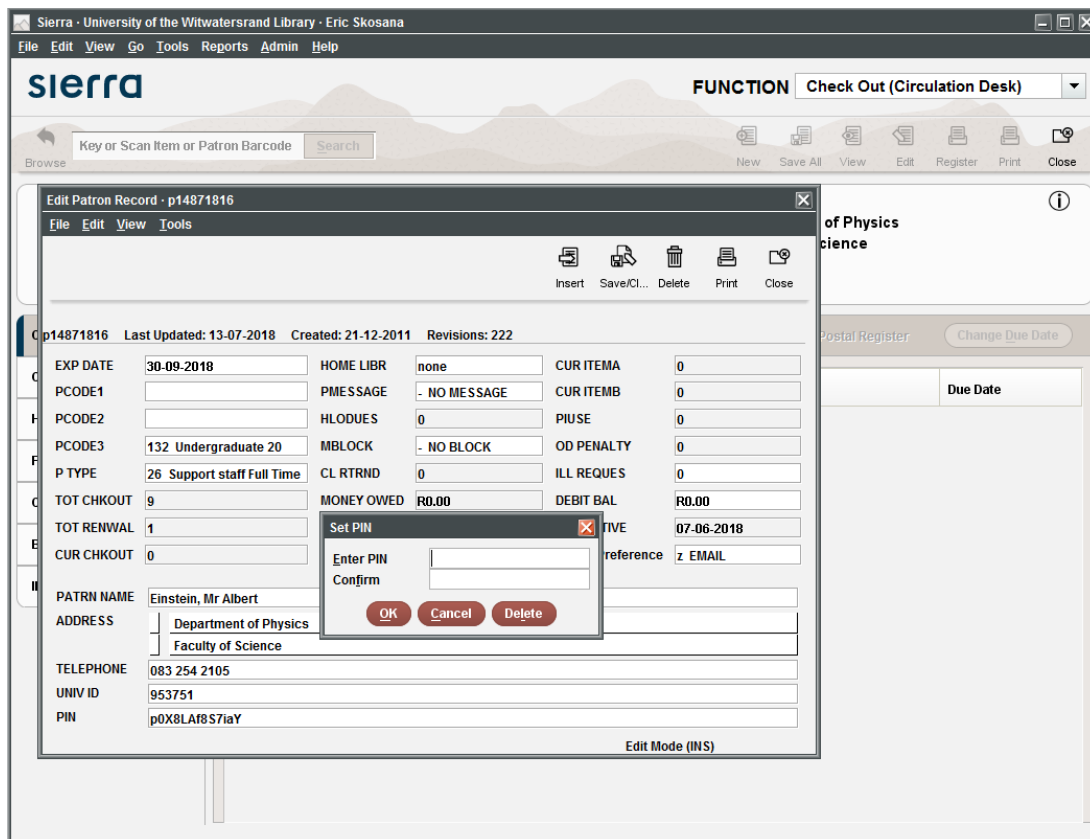 Sierra · University of the Witwatersrand Library · Eric Skosana
File Edit View Go Tools Reports Admin Help
sierra
FUNCTION Check Out (Circulation Desk)
Browse Key or Scan Item or Patron Barcode Search New Save All View Edit Register Print Close
Edit Patron Record · p14871816
File Edit View Tools
of Physics
Insert Save/Cl... Delete Print Close
p14871816 Last Updated: 13-07-2018 Created: 21-12-2011 Revisions: 222
Postal Register Change Due Date
EXP DATE 30-09-2018 HOME LIBR none CUR ITEMA 0
PCODE1 PMESSAGE - NO MESSAGE CUR ITEMB 0
Due Date
PCODE2 HLODUES 0 PIUSE 0
PCODE3 132 Undergraduate 20 MBLOCK - NO BLOCK OD PENALTY 0
P TYPE 26 Support staff Full Time CL RTRND 0 ILL REQUES 0
TOT CHKOUT 9 MONEY OWED R0.00 DEBIT BAL R0.00
TOT RENWAL 1 07-06-2018
CUR CHKOUT 0 z EMAIL
Set PIN
Enter PIN
Confirm
OK Cancel Delete
PATRN NAME Einstein, Mr Albert
ADDRESS Department of Physics
Faculty of Science
TELEPHONE 083 254 2105
UNIV ID 953751
PIN p0X8LAf8S7iaY
Edit Mode (INS)